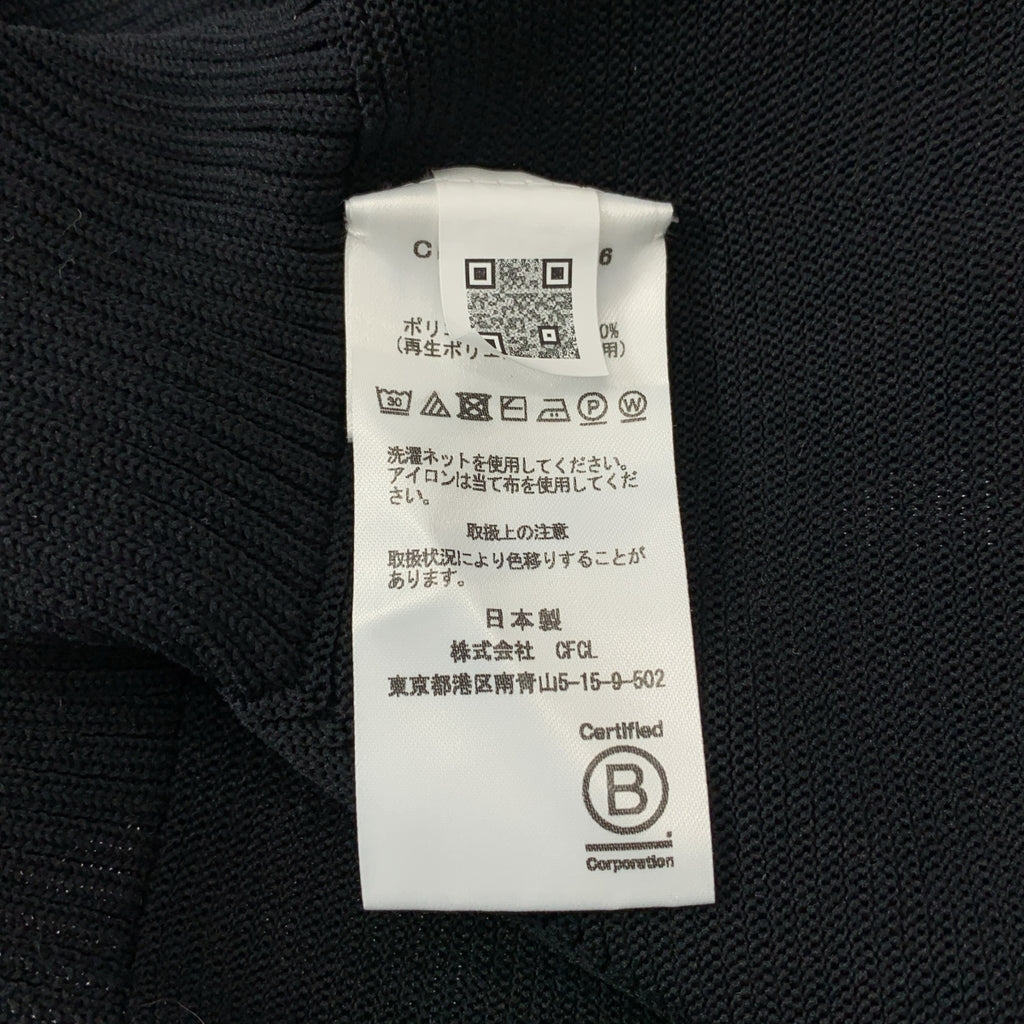 6
ポリ
0%
(再生ポリエ
用)
30
P
W
洗濯ネットを使用してください。
アイロンは当て布を使用してくだ
さい。
取扱上の注意
取扱状況により色移りすることが
あります。
日本製
株式会社 CFCL
東京都港区南青山5-15-9-502
Certified
B
Corporation